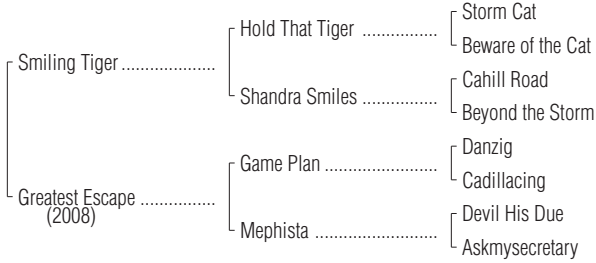 Storm Cat
Hold That Tiger ................
Beware of the Cat
Smiling Tiger ....................
Cahill Road
Shandra Smiles ................
Beyond the Storm
Danzig
Game Plan ........................
Cadillacing
Greatest Escape ................
(2008)
Devil His Due
Mephista ..........................
Askmysecretary